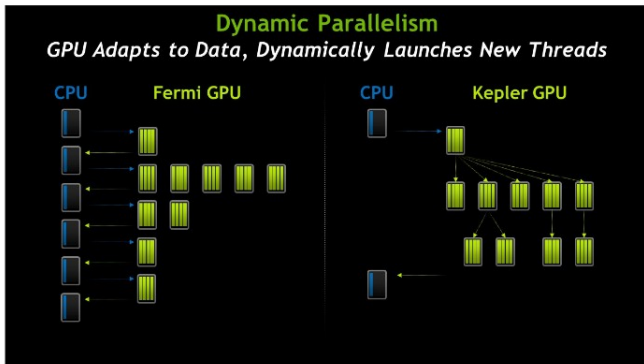 Dynamic Parallelism
GPU Adapts to Data, Dynamically Launches New Threads
CPU
Fermi GPU
CPU
Kepler GPU